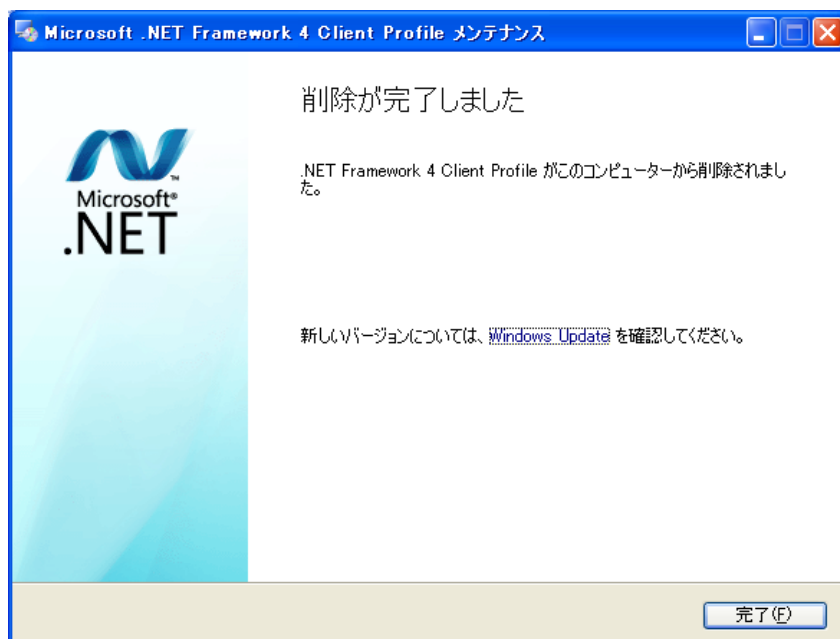 Microsoft .NET Framework 4 Client Profile メンテナンス
削除が完了しました
.NET Framework 4 Client Profile がこのコンピューターから削除されまし
た。
Microsoft®
.NET™
新しいバージョンについては、Windows Update を確認してください。
完了(F)